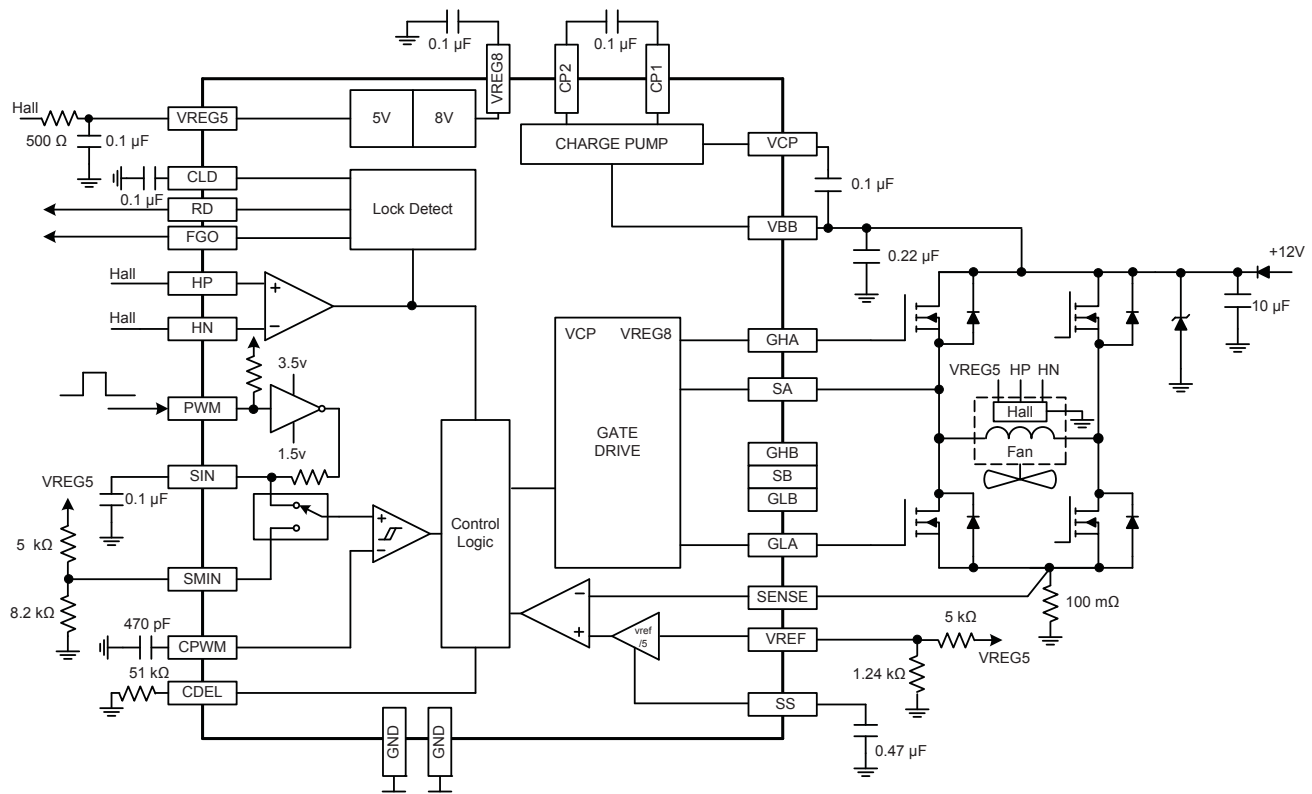 0.1 µF
0.1 µF
VREG8
CP2
CP1
Hall
VREG5
500 Ω
0.1 µF
5V
8V
CHARGE PUMP
VCP
0.1 µF
CLD
0.1 µF
RD
FGO
Lock Detect
VBB
0.22 µF
+12V
10 µF
Hall
HP
+
Hall
HN
–
VCP
VREG8
GHA
3.5v
PWM
1.5v
SA
VREG5
HP
HN
Hall
Fan
GATE
DRIVE
GHB
SB
GLB
SIN
VREG5
0.1 µF
+
–
Control
Logic
GLA
5 kΩ
SMIN
8.2 kΩ
SENSE
–
+
vref
/5
VREF
100 mΩ
5 kΩ
VREG5
1.24 kΩ
470 pF
CPWM
51 kΩ
CDEL
SS
0.47 µF
GND
GND